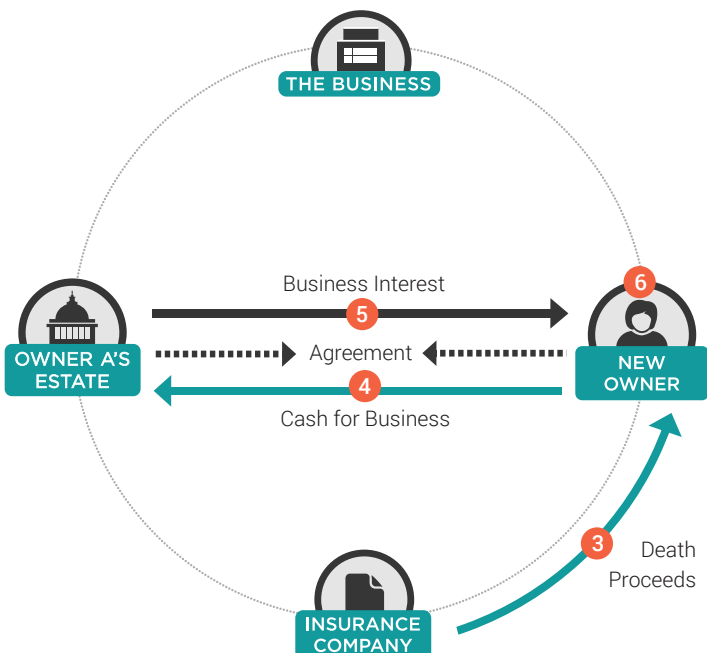 THE BUSINESS
6
Business Interest
5
OWNER A'S
ESTATE
Agreement
NEW
OWNER
4
Cash for Business
3
Death
Proceeds
INSURANCE
COMPANY